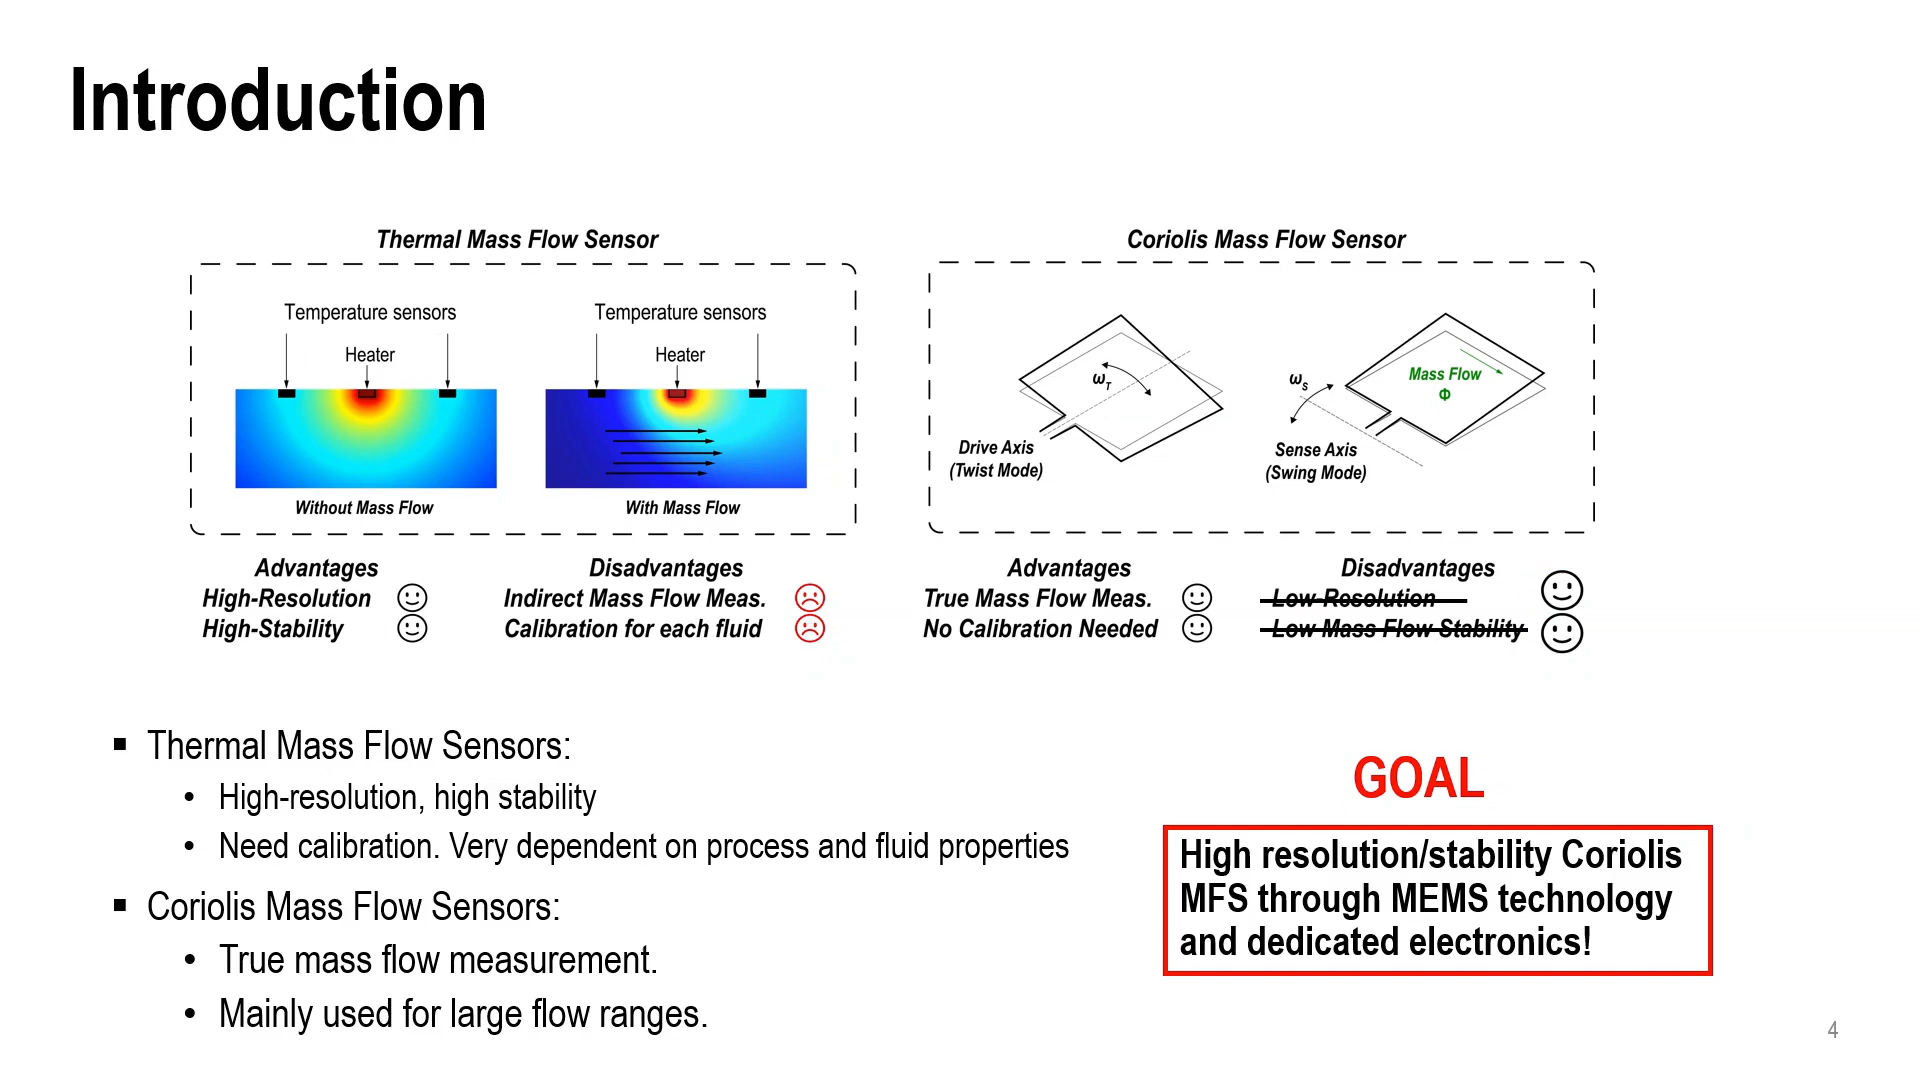 Introduction
Thermal Mass Flow Sensor
Temperature sensors
Heater
Without Mass Flow
Temperature sensors
Heater
With Mass Flow
Advantages
High-Resolution
High-Stability
Disadvantages
Indirect Mass Flow Meas.
Calibration for each fluid
Coriolis Mass Flow Sensor
ωT
Drive Axis
(Twist Mode)
ωS
Mass Flow
Φ
Sense Axis
(Swing Mode)
Advantages
True Mass Flow Meas.
No Calibration Needed
Disadvantages
Low-Resolution
Low Mass Flow Stability
▪ Thermal Mass Flow Sensors:
• High-resolution, high stability
• Need calibration. Very dependent on process and fluid properties
▪ Coriolis Mass Flow Sensors:
• True mass flow measurement.
• Mainly used for large flow ranges.
GOAL
High resolution/stability Coriolis
MFS through MEMS technology
and dedicated electronics!
4